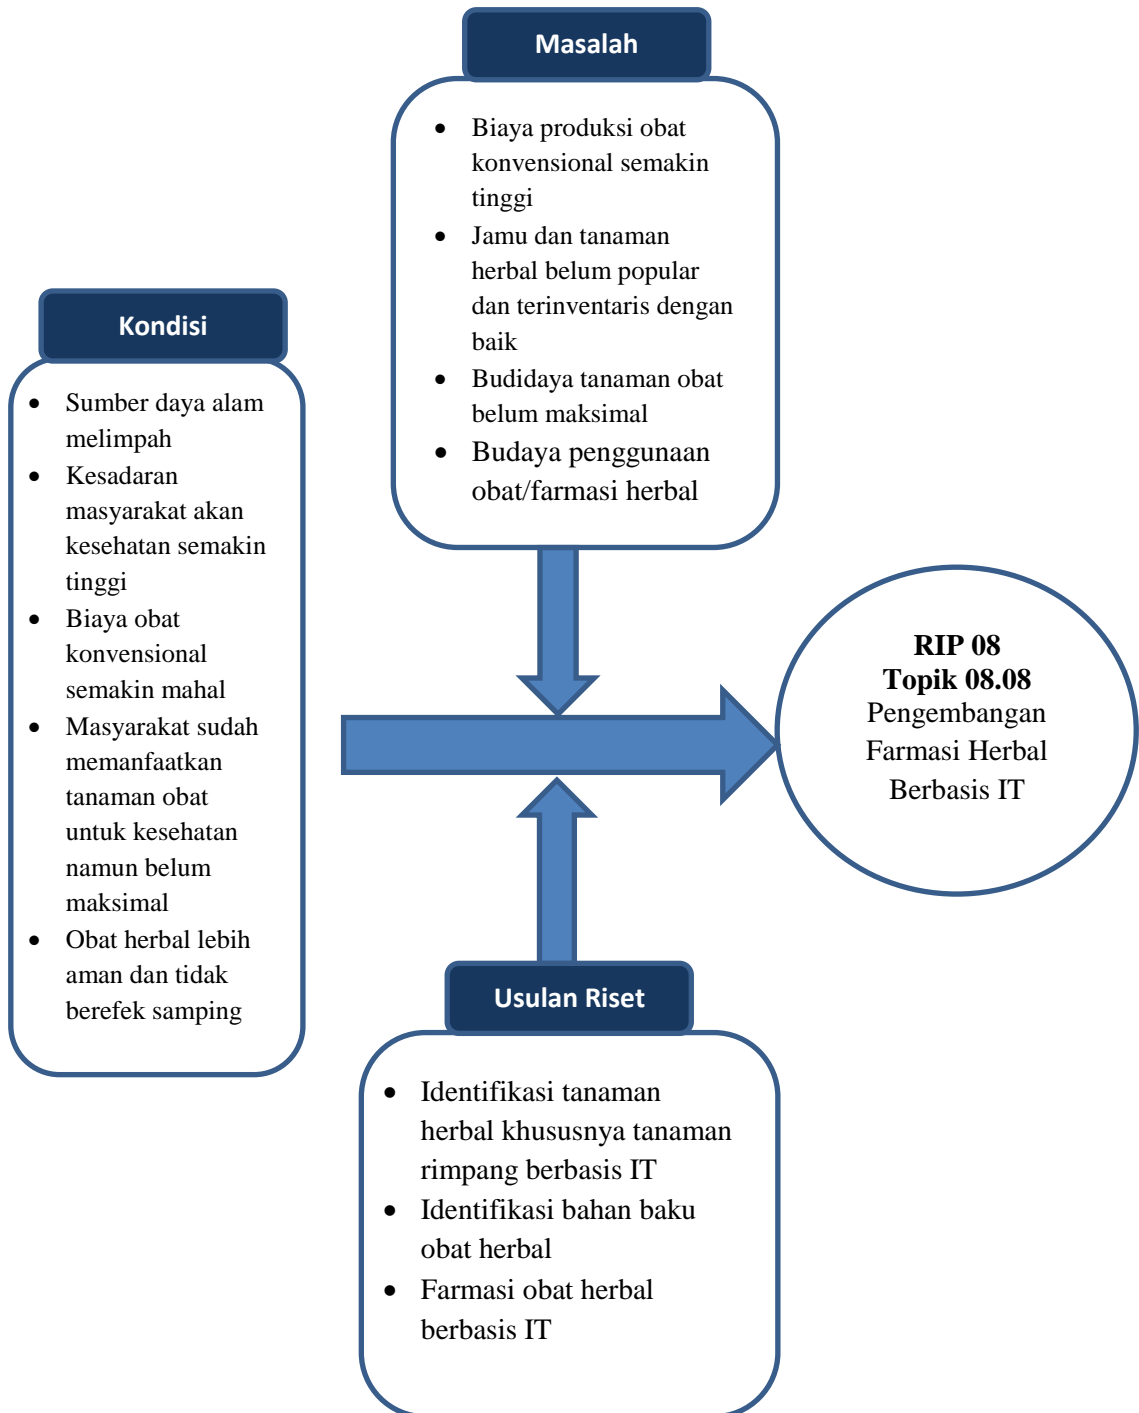 Masalah
• Biaya produksi obat
konvensional semakin
tinggi
• Jamu dan tanaman
herbal belum popular
dan terinventaris dengan
baik
• Budidaya tanaman obat
belum maksimal
• Budaya penggunaan
obat/farmasi herbal
Kondisi
• Sumber daya alam
melimpah
• Kesadaran
masyarakat akan
kesehatan semakin
tinggi
• Biaya obat
konvensional
semakin mahal
• Masyarakat sudah
memanfaatkan
tanaman obat
untuk kesehatan
namun belum
maksimal
• Obat herbal lebih
aman dan tidak
berefek samping
RIP 08
Topik 08.08
Pengembangan
Farmasi Herbal
Berbasis IT
Usulan Riset
• Identifikasi tanaman
herbal khususnya tanaman
rimpang berbasis IT
• Identifikasi bahan baku
obat herbal
• Farmasi obat herbal
berbasis IT